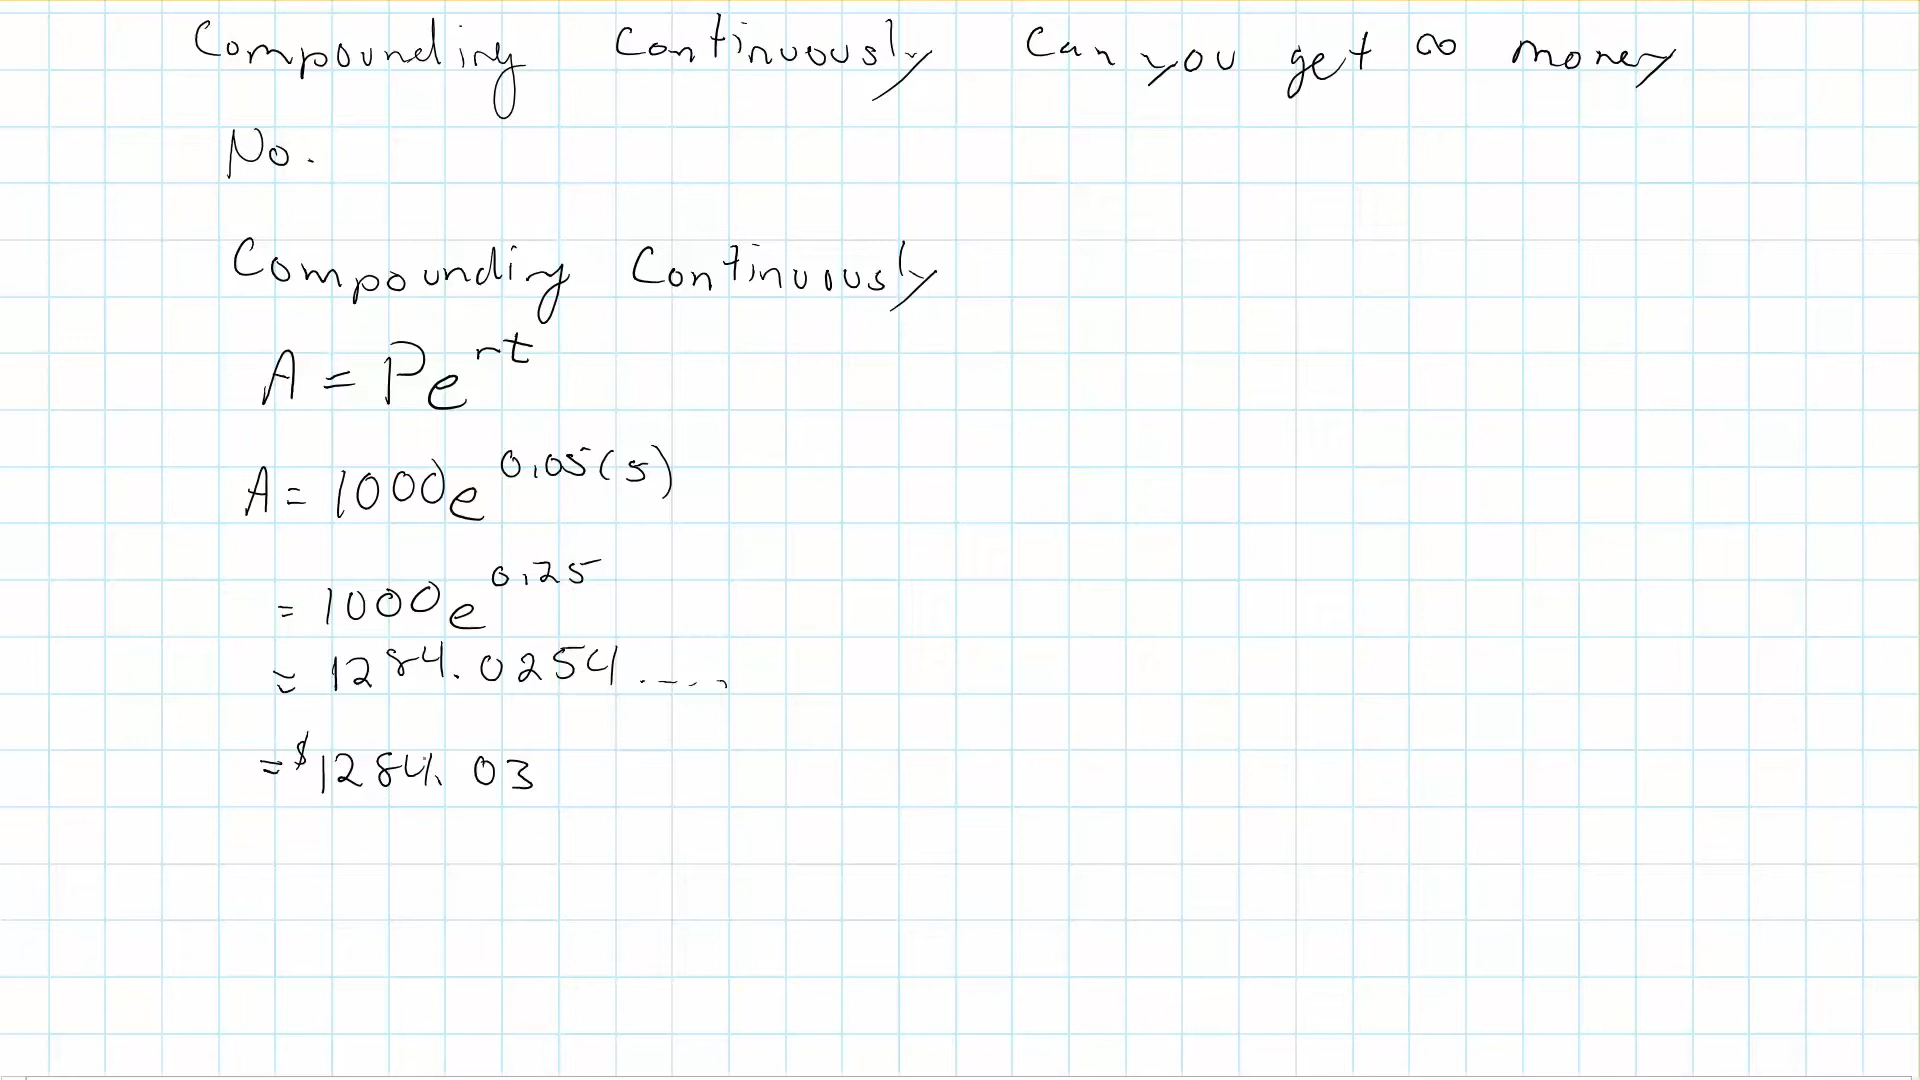 Compounding Continuously Can you get ∞ money
No.
Compounding Continuously
A = Pe^rt
A = 1000e^0.05(5)
= 1000e^0.25
≈ 1284.0254.....
= $1284.03